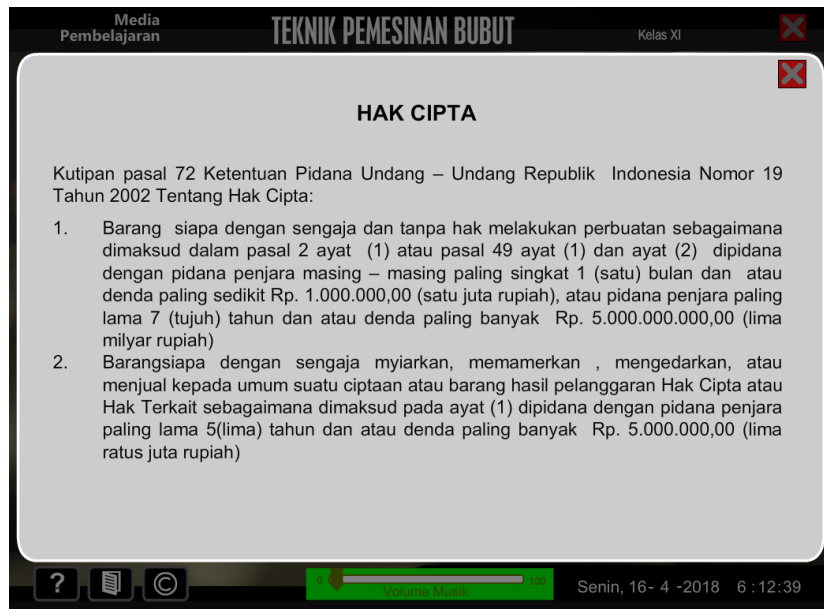 Media
Pembelajaran
TEKNIK PEMESINAN BUBUT
Kelas XI
HAK CIPTA
Kutipan pasal 72 Ketentuan Pidana Undang – Undang Republik Indonesia Nomor 19
Tahun 2002 Tentang Hak Cipta:
1. Barang siapa dengan sengaja dan tanpa hak melakukan perbuatan sebagaimana
dimaksud dalam pasal 2 ayat (1) atau pasal 49 ayat (1) dan ayat (2) dipidana
dengan pidana penjara masing – masing paling singkat 1 (satu) bulan dan atau
denda paling sedikit Rp. 1.000.000,00 (satu juta rupiah), atau pidana penjara paling
lama 7 (tujuh) tahun dan atau denda paling banyak Rp. 5.000.000.000,00 (lima
milyar rupiah)
2. Barangsiapa dengan sengaja myiarkan, memamerkan , mengedarkan, atau
menjual kepada umum suatu ciptaan atau barang hasil pelanggaran Hak Cipta atau
Hak Terkait sebagaimana dimaksud pada ayat (1) dipidana dengan pidana penjara
paling lama 5(lima) tahun dan atau denda paling banyak Rp. 5.000.000,00 (lima
ratus juta rupiah)
? ©
0 100
Volume Musik
Senin, 16- 4 -2018 6 :12:39